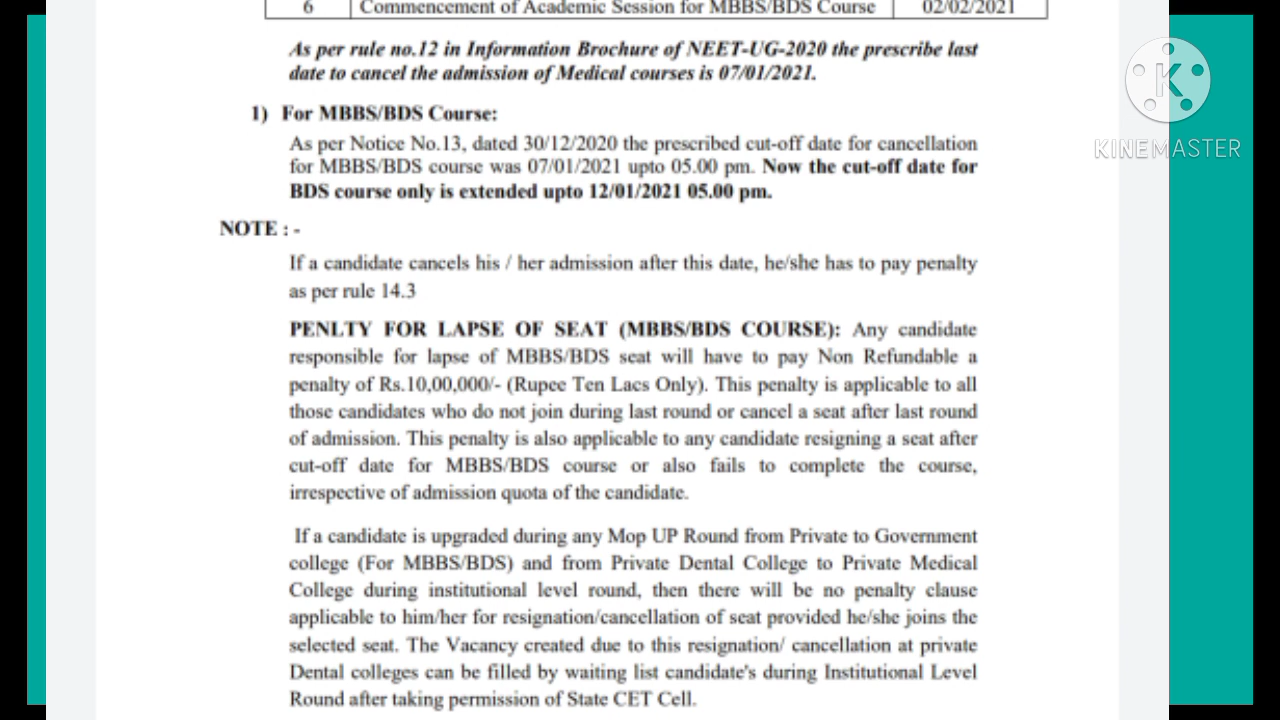 6 Commencement of Academic Session for MBBS/BDS Course 02/02/2021
As per rule no.12 in Information Brochure of NEET-UG-2020 the prescribe last
date to cancel the admission of Medical courses is 07/01/2021.
1) For MBBS/BDS Course:
As per Notice No.13, dated 30/12/2020 the prescribed cut-off date for cancellation
for MBBS/BDS course was 07/01/2021 upto 05.00 pm. Now the cut-off date for
BDS course only is extended upto 12/01/2021 05.00 pm.
NOTE : -
If a candidate cancels his / her admission after this date, he/she has to pay penalty
as per rule 14.3
PENLTY FOR LAPSE OF SEAT (MBBS/BDS COURSE): Any candidate
responsible for lapse of MBBS/BDS seat will have to pay Non Refundable a
penalty of Rs.10,00,000/- (Rupee Ten Lacs Only). This penalty is applicable to all
those candidates who do not join during last round or cancel a seat after last round
of admission. This penalty is also applicable to any candidate resigning a seat after
cut-off date for MBBS/BDS course or also fails to complete the course,
irrespective of admission quota of the candidate.
If a candidate is upgraded during any Mop UP Round from Private to Government
college (For MBBS/BDS) and from Private Dental College to Private Medical
College during institutional level round, then there will be no penalty clause
applicable to him/her for resignation/cancellation of seat provided he/she joins the
selected seat. The Vacancy created due to this resignation/ cancellation at private
Dental colleges can be filled by waiting list candidate's during Institutional Level
Round after taking permission of State CET Cell.
K
KINEMASTER